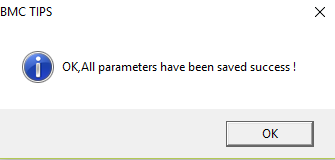 BMC TIPS
OK,All parameters have been saved success !
OK